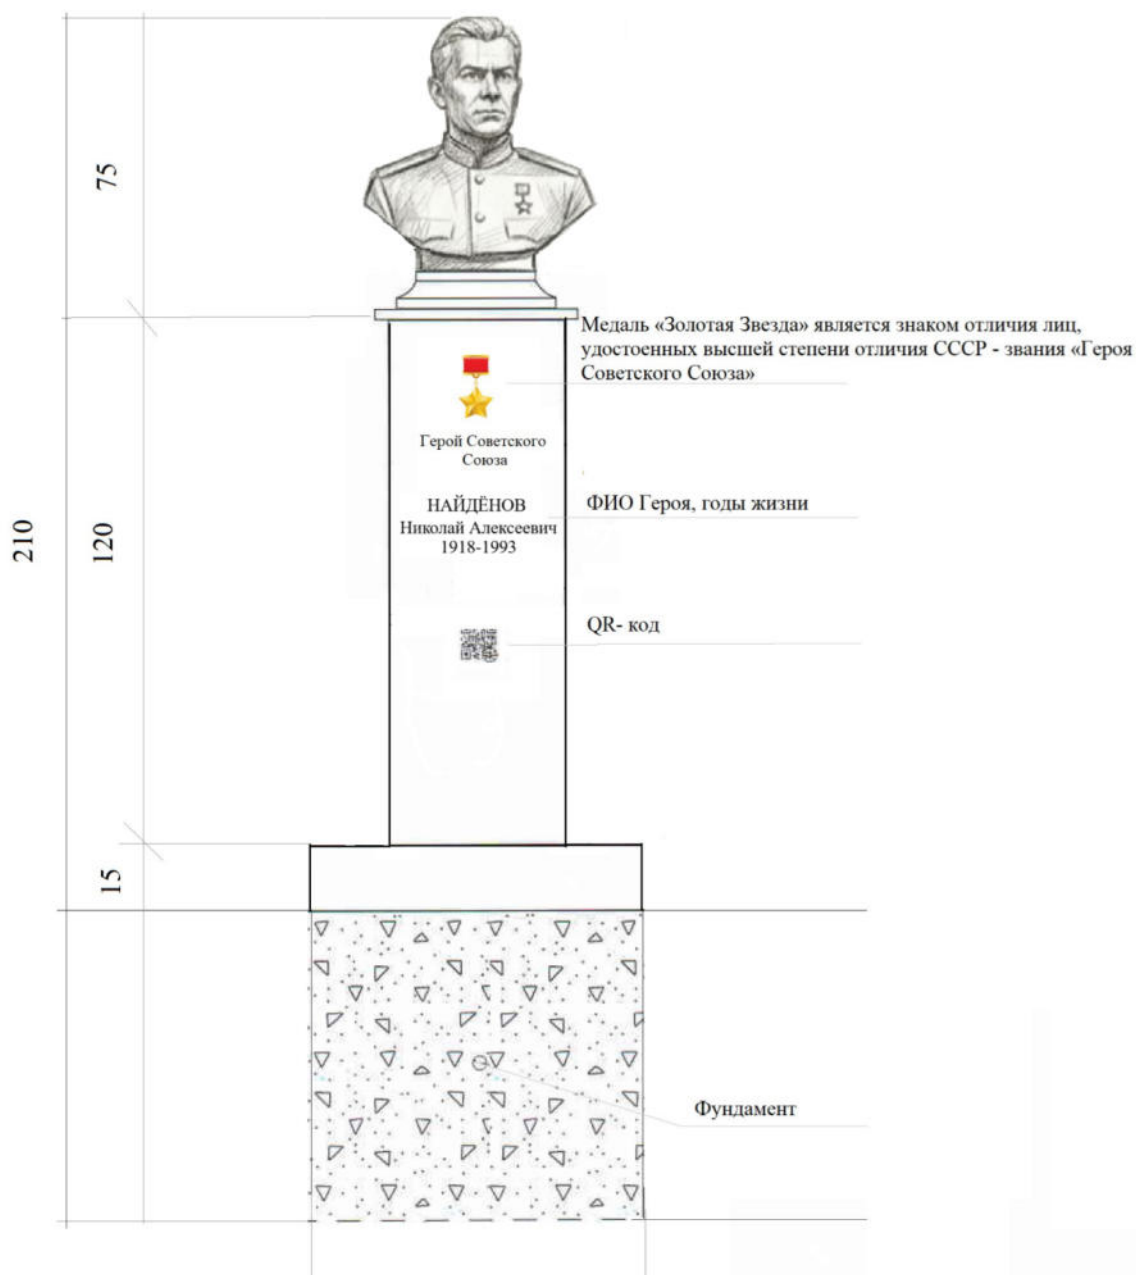 75
Медаль «Золотая Звезда» является знаком отличия лиц,
удостоенных высшей степени отличия СССР - звания «Героя
Советского Союза»
Герой Советского
Союза
НАЙДЁНОВ
Николай Алексеевич
1918-1993
ФИО Героя, годы жизни
210
120
QR- код
15
Фундамент